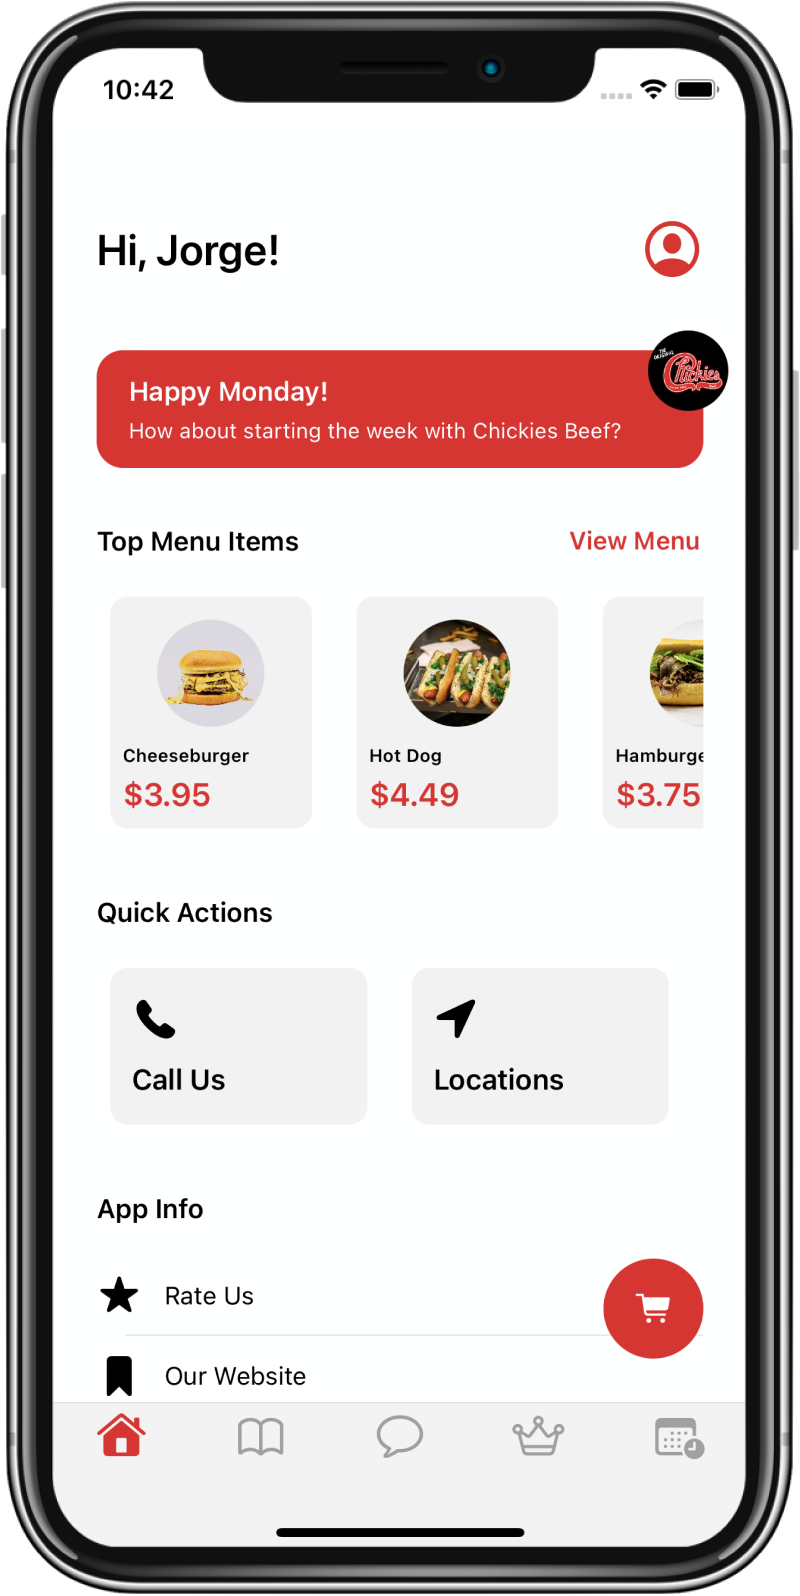 10:42
Hi, Jorge!
THE ORIGINAL
Chickies
Happy Monday!
How about starting the week with Chickies Beef?
Top Menu Items
View Menu
Cheeseburger
Hot Dog
Hamburge
$3.95
$4.49
$3.75
Quick Actions
Call Us
Locations
App Info
Rate Us
Our Website